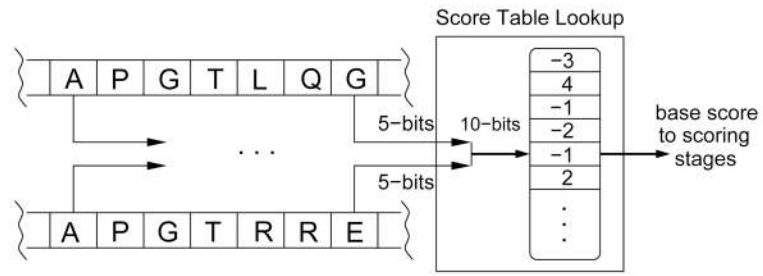 Score Table Lookup
A P G T L Q G
−3
4
−1
−2
−1
2
5−bits
10−bits
5−bits
. . .
base score
to scoring
stages
A P G T R R E